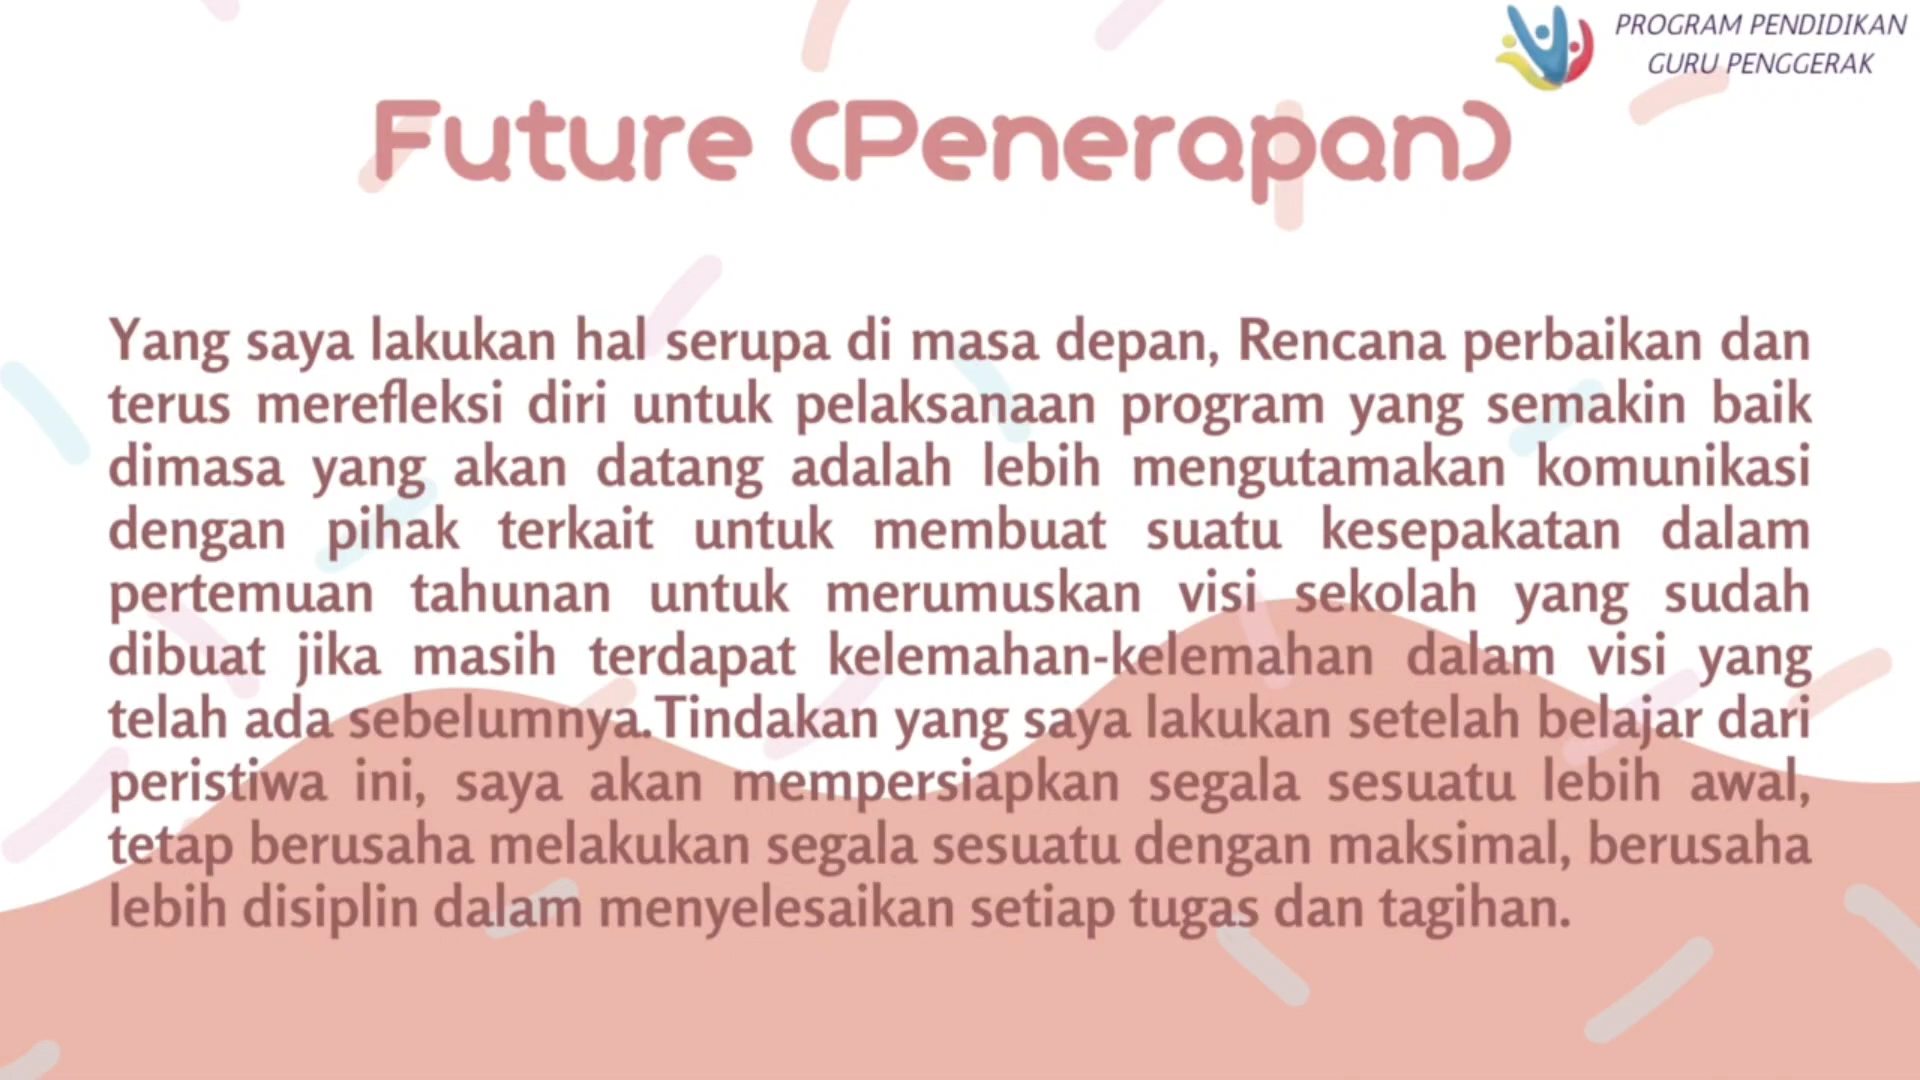 PROGRAM PENDIDIKAN
GURU PENGGERAK
Future (Penerapan)
Yang saya lakukan hal serupa di masa depan, Rencana perbaikan dan
terus merefleksi diri untuk pelaksanaan program yang semakin baik
dimasa yang akan datang adalah lebih mengutamakan komunikasi
dengan pihak terkait untuk membuat suatu kesepakatan dalam
pertemuan tahunan untuk merumuskan visi sekolah yang sudah
dibuat jika masih terdapat kelemahan-kelemahan dalam visi yang
telah ada sebelumnya.Tindakan yang saya lakukan setelah belajar dari
peristiwa ini, saya akan mempersiapkan segala sesuatu lebih awal,
tetap berusaha melakukan segala sesuatu dengan maksimal, berusaha
lebih disiplin dalam menyelesaikan setiap tugas dan tagihan.